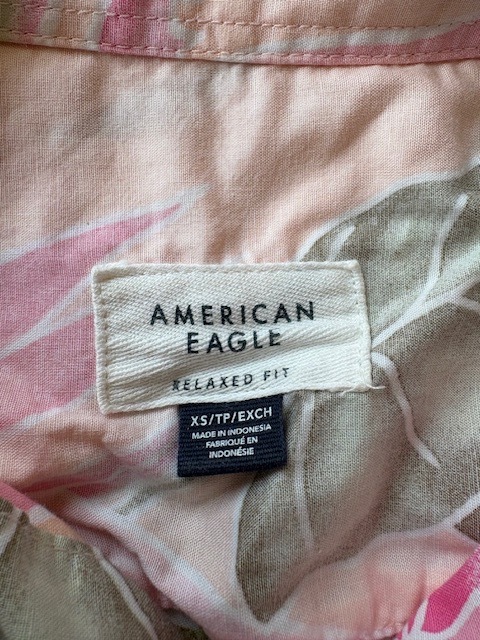 AMERICAN
EAGLE
RELAXED FIT
XS/TP/EXCH
MADE IN INDONESIA
FABRIQUÉ EN
INDONÉSIE